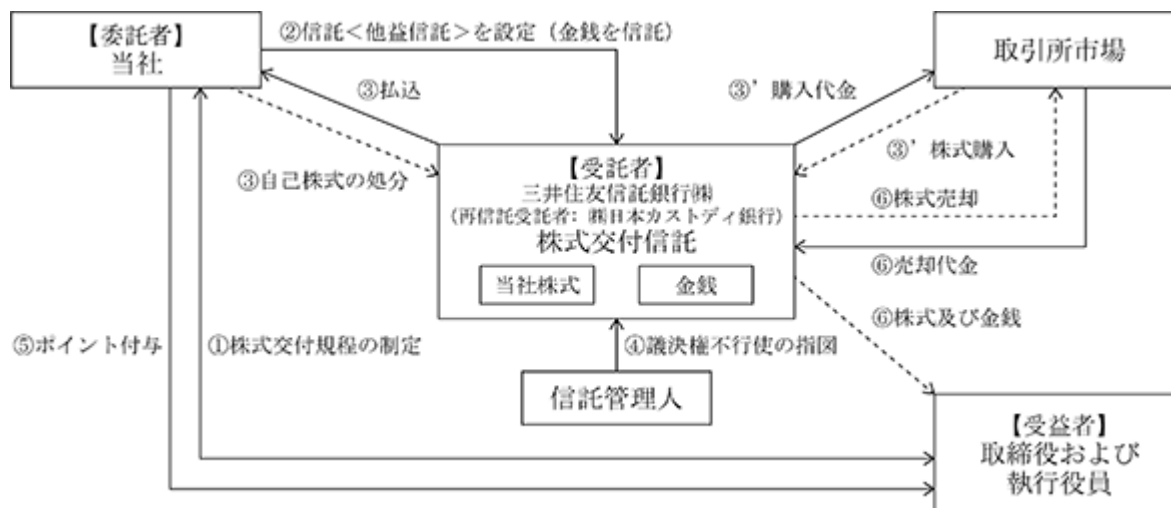 【委託者】
当社
②信託<他益信託>を設定（金銭を信託）
取引所市場
③払込
③’購入代金
③自己株式の処分
【受託者】
三井住友信託銀行㈱
(再信託受託者：㈱日本カストディ銀行)
株式交付信託
当社株式
金銭
③’株式購入
⑥株式売却
⑥売却代金
⑥株式及び金銭
⑤ポイント付与
①株式交付規程の制定
④議決権不行使の指図
信託管理人
【受益者】
取締役および
執行役員